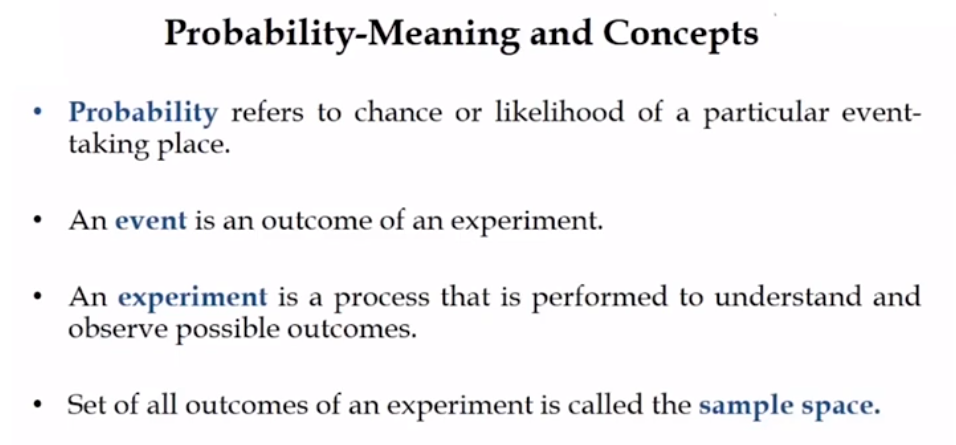 Probability-Meaning and Concepts
• Probability refers to chance or likelihood of a particular event-
taking place.
• An event is an outcome of an experiment.
• An experiment is a process that is performed to understand and
observe possible outcomes.
• Set of all outcomes of an experiment is called the sample space.